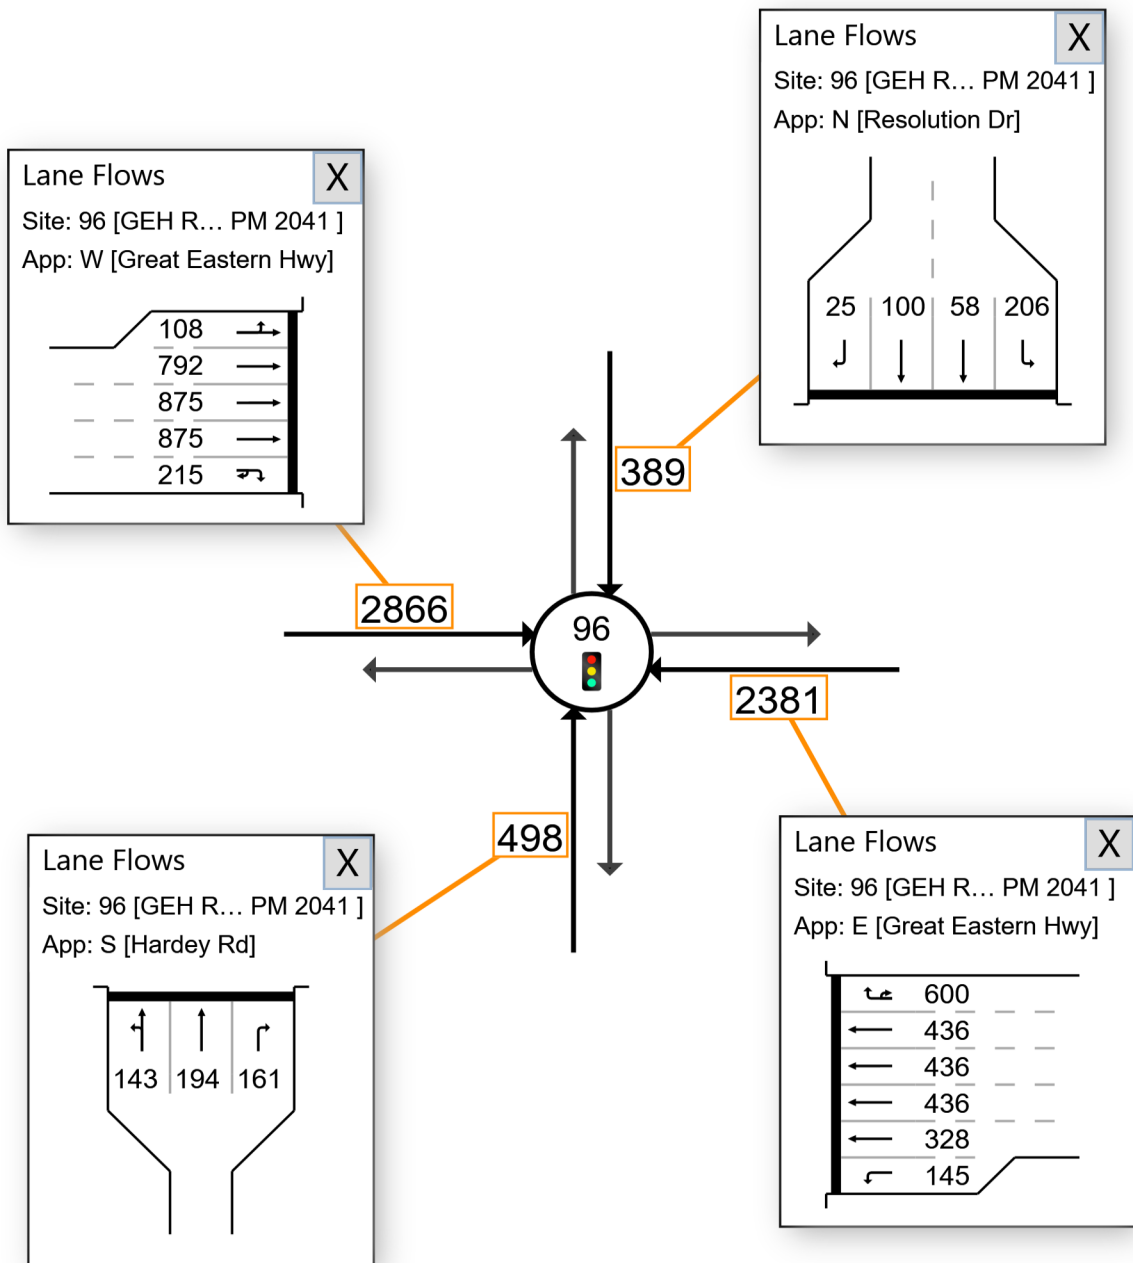 Lane Flows X
Site: 96 [GEH R... PM 2041 ]
App: N [Resolution Dr]
25 100 58 206
Lane Flows X
Site: 96 [GEH R... PM 2041 ]
App: W [Great Eastern Hwy]
108
792
875
875
215
389
2866
96
2381
498
Lane Flows X
Site: 96 [GEH R... PM 2041 ]
App: S [Hardey Rd]
143 194 161
Lane Flows X
Site: 96 [GEH R... PM 2041 ]
App: E [Great Eastern Hwy]
600
436
436
436
328
145